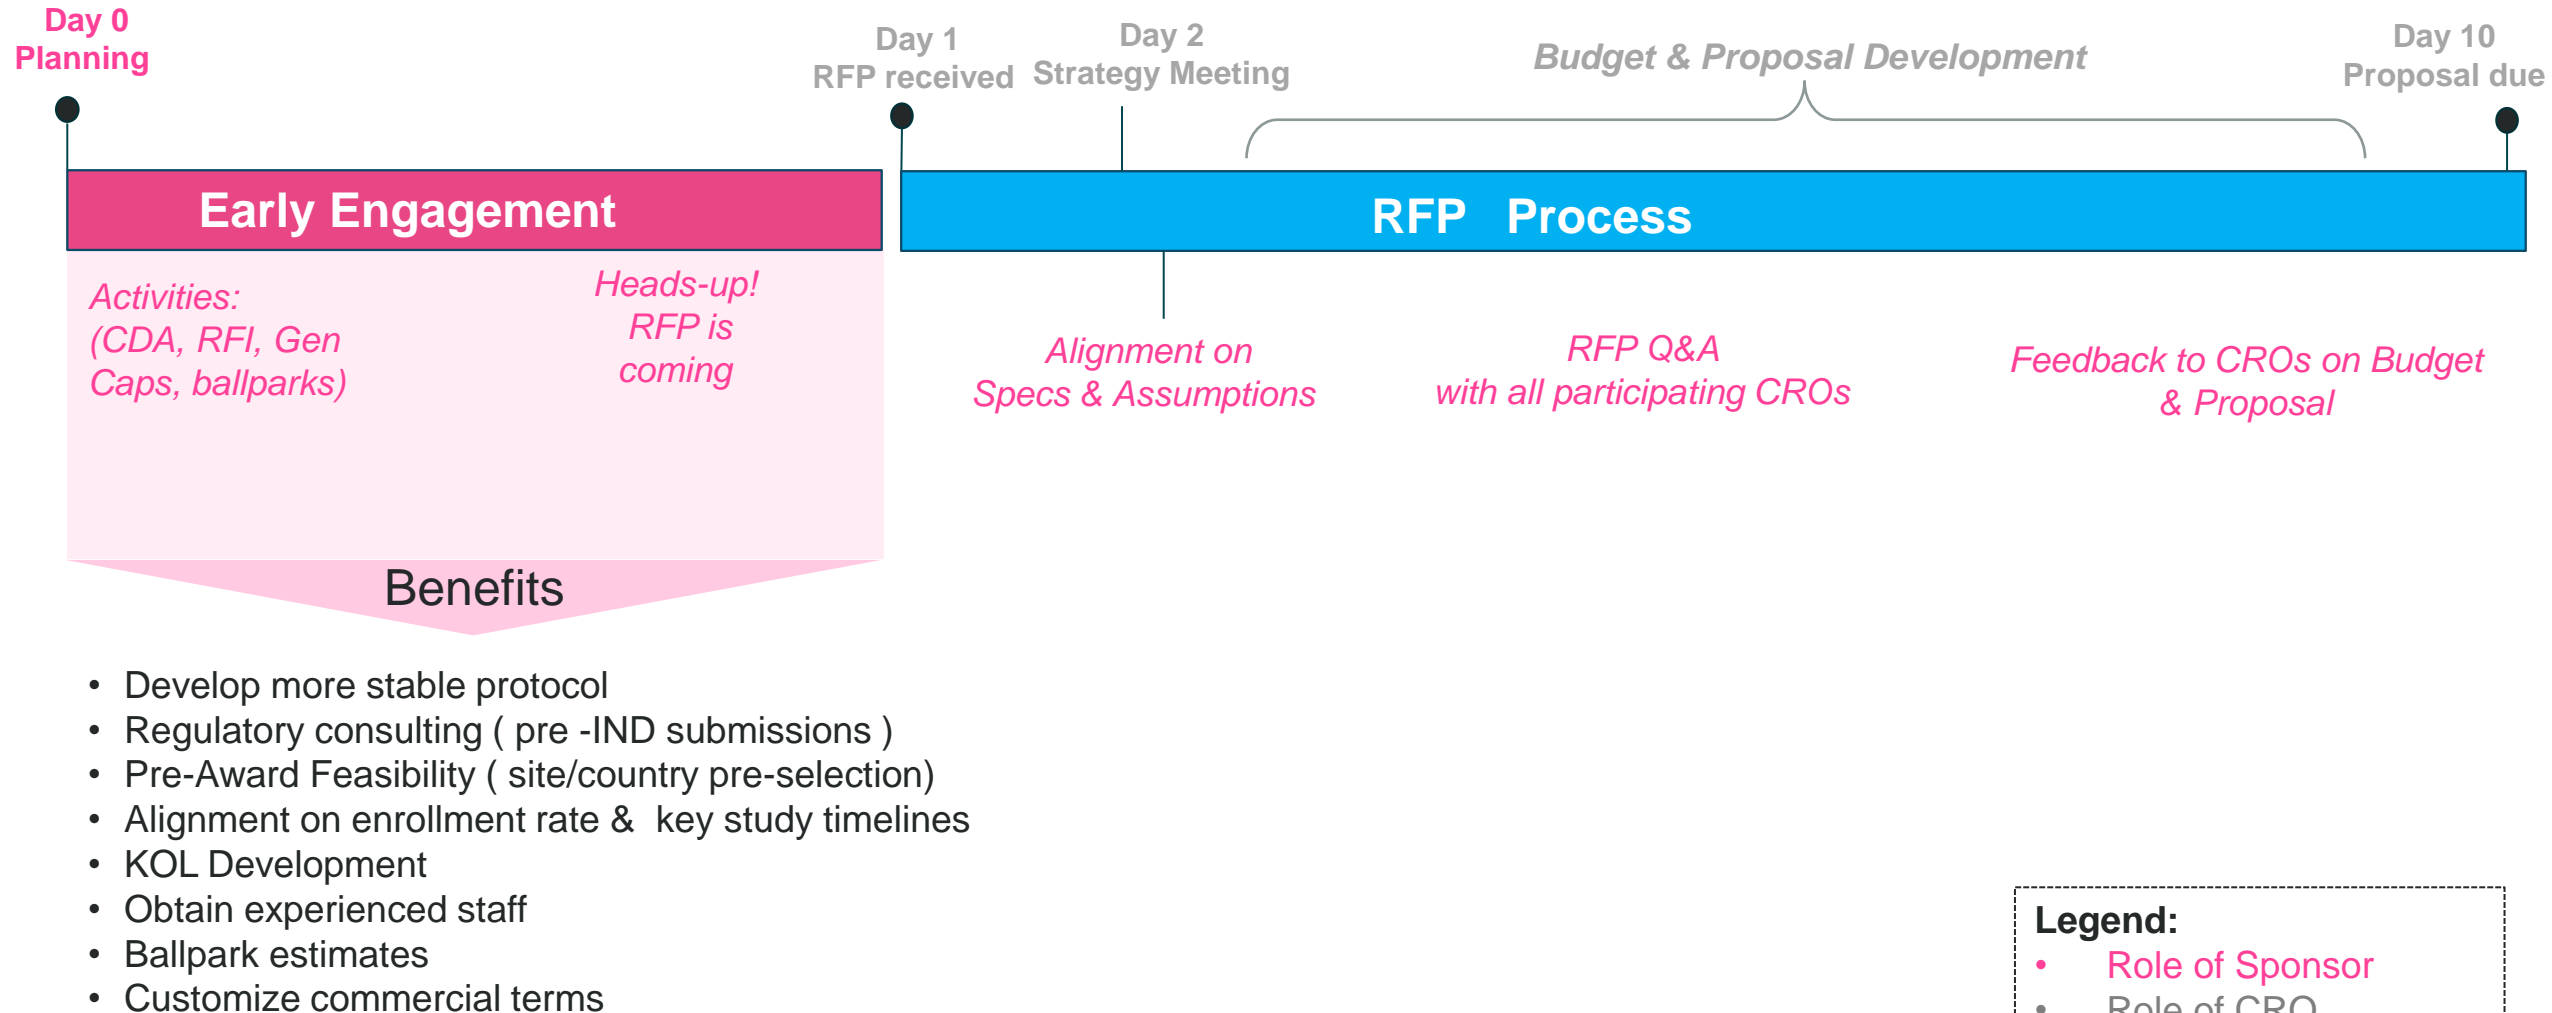 Day 0
Planning
Day 1
RFP received
Day 2
Strategy Meeting
Budget & Proposal Development
Day 10
Proposal due
Early Engagement
RFP Process
Activities:
(CDA, RFI, Gen
Caps, ballparks)
Heads-up!
RFP is
coming
Alignment on
Specs & Assumptions
RFP Q&A
with all participating CROs
Feedback to CROs on Budget
& Proposal
Benefits
• Develop more stable protocol
• Regulatory consulting ( pre -IND submissions )
• Pre-Award Feasibility ( site/country pre-selection)
• Alignment on enrollment rate & key study timelines
• KOL Development
• Obtain experienced staff
• Ballpark estimates
• Customize commercial terms
Legend:
• Role of Sponsor
• Role of CRO